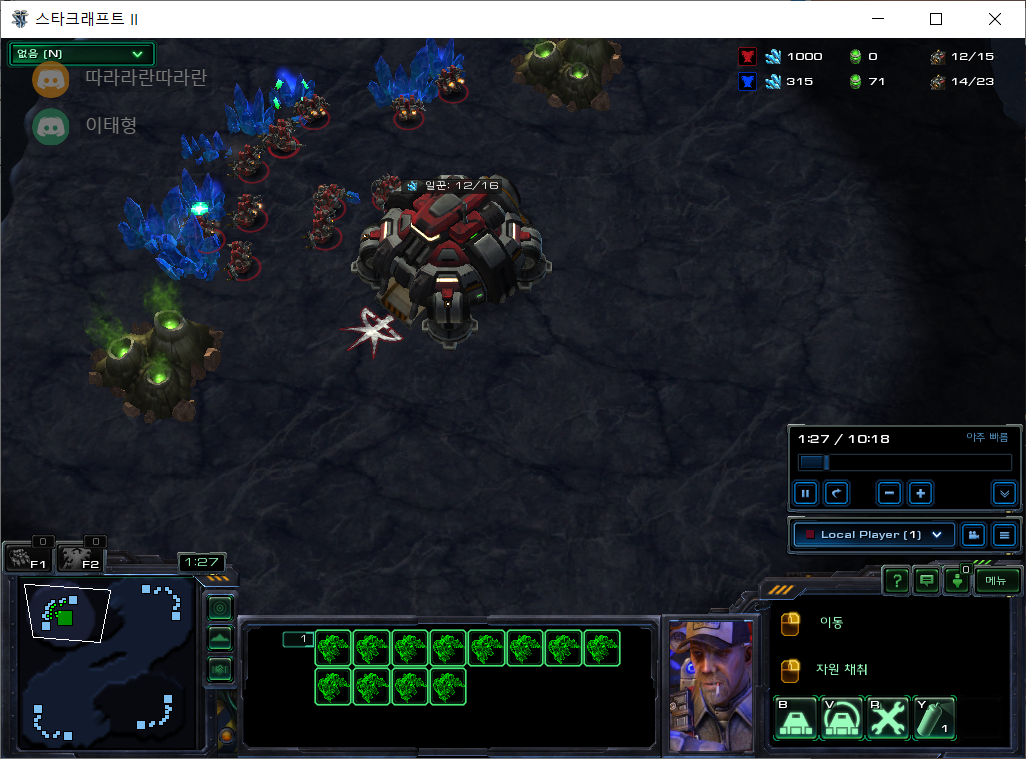 스타크래프트 II
없음 (N)
1000 0 12/15
315 71 14/23
따라라란따라란
이태형
일꾼: 12/16
1:27 / 10:18 아주 빠름
Local Player (1)
0 0
F1 F2
1:27
0
메뉴
1
이동
자원 채취
B V R Y
1